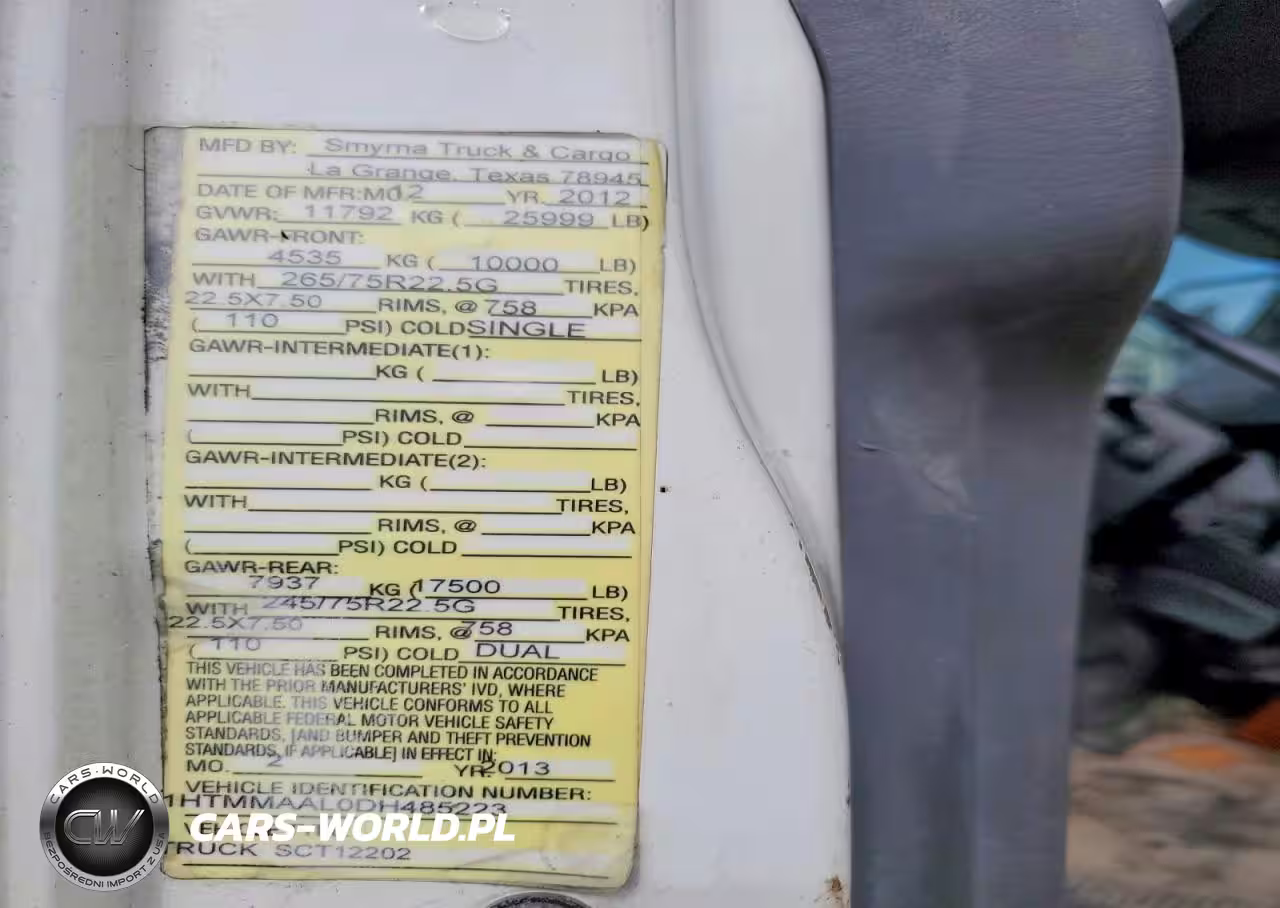 MFD BY: Smyrna Truck & Cargo
La Grange, Texas 78945
DATE OF MFR:MO 12 YR. 2012
GVWR: 11792 KG ( 25999 LB)
GAWR-FRONT:
4535 KG ( 10000 LB)
WITH 265/75R22.5G TIRES,
22.5X7.50 RIMS, @ 758 KPA
( 110 PSI) COLD SINGLE
GAWR-INTERMEDIATE(1):
KG ( LB)
WITH TIRES,
RIMS, @ KPA
( PSI) COLD
GAWR-INTERMEDIATE(2):
KG ( LB)
WITH TIRES,
RIMS, @ KPA
( PSI) COLD
GAWR-REAR:
7937 KG ( 17500 LB)
WITH 245/75R22.5G TIRES,
22.5X7.50 RIMS, @ 758 KPA
( 110 PSI) COLD DUAL
THIS VEHICLE HAS BEEN COMPLETED IN ACCORDANCE
WITH THE PRIOR MANUFACTURERS' IVD, WHERE
APPLICABLE. THIS VEHICLE CONFORMS TO ALL
APPLICABLE FEDERAL MOTOR VEHICLE SAFETY
STANDARDS, [AND BUMPER AND THEFT PREVENTION
STANDARDS, IF APPLICABLE] IN EFFECT IN:
MO. 2 YR. 2013
VEHICLE IDENTIFICATION NUMBER:
1HTMMAAL0DH485223
TRUCK SCT12202
CARS-WORLD
CW
BEZPOŚREDNI IMPORT Z USA
CARS-WORLD.PL